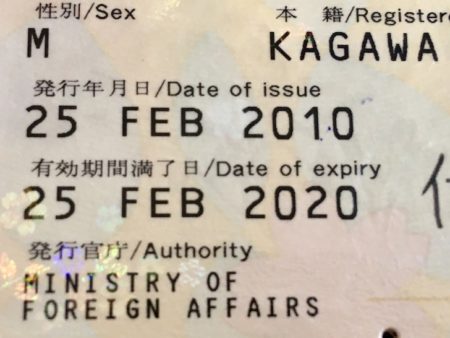 性別/Sex 本籍/Registere
M KAGAWA
発行年月日/Date of issue
25 FEB 2010
有効期間満了日/Date of expiry
25 FEB 2020
発行官庁/Authority
MINISTRY OF
FOREIGN AFFAIRS